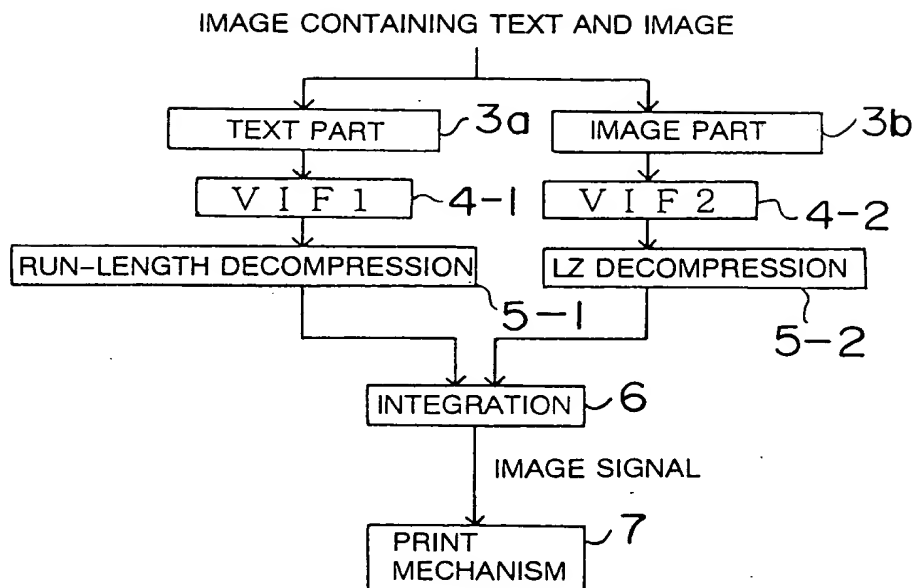 IMAGE CONTAINING TEXT AND IMAGE
TEXT PART 3a IMAGE PART 3b
V I F 1 4-1 V I F 2 4-2
RUN-LENGTH DECOMPRESSION 5-1 LZ DECOMPRESSION 5-2
INTEGRATION 6
IMAGE SIGNAL
PRINT 7
MECHANISM